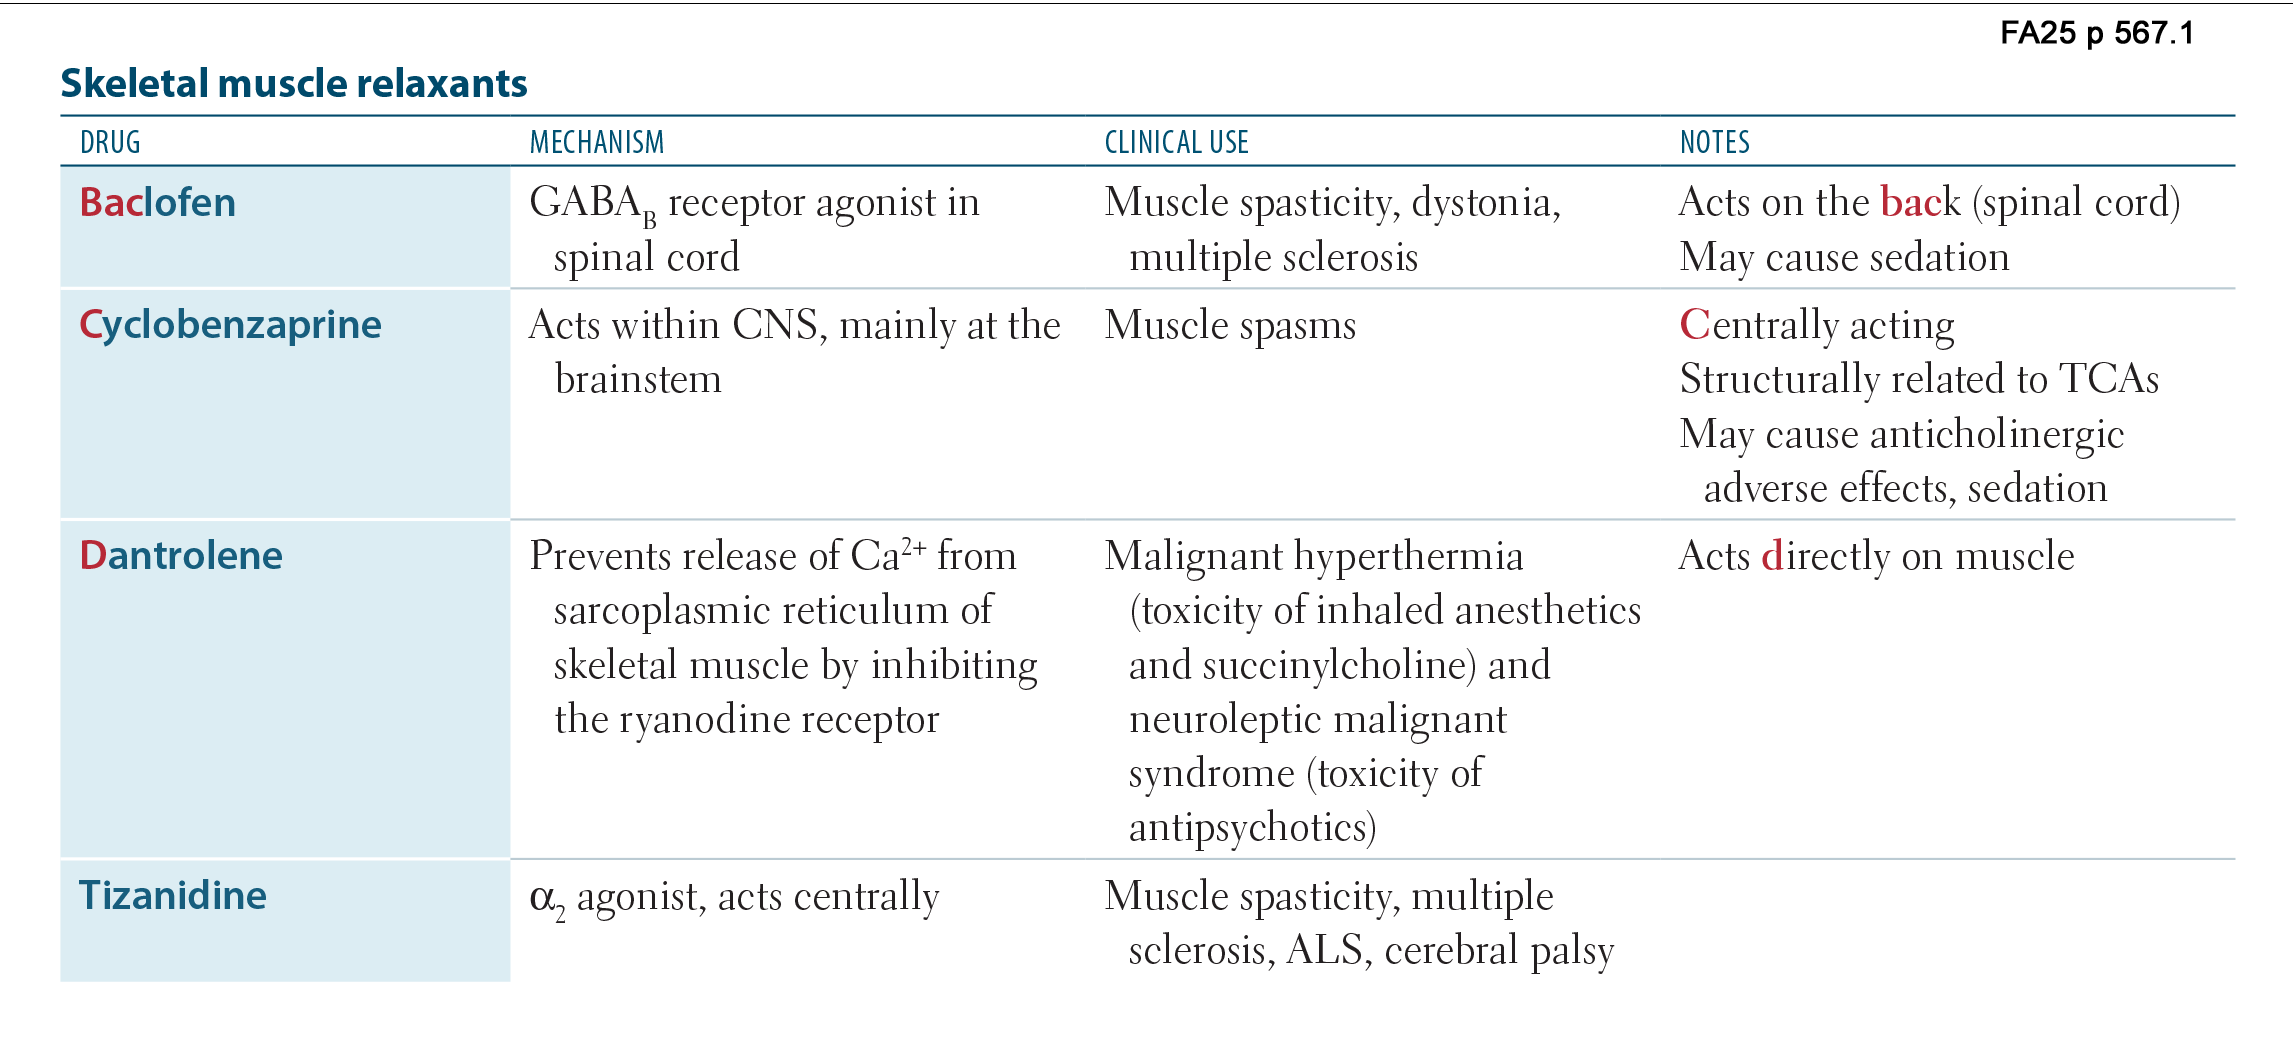 FA25 p 567.1
Skeletal muscle relaxants
DRUG MECHANISM CLINICAL USE NOTES
Baclofen
GABA_B receptor agonist in
spinal cord
Muscle spasticity, dystonia,
multiple sclerosis
Acts on the back (spinal cord)
May cause sedation
Cyclobenzaprine
Acts within CNS, mainly at the
brainstem
Muscle spasms
Centrally acting
Structurally related to TCAs
May cause anticholinergic
adverse effects, sedation
Dantrolene
Prevents release of Ca²⁺ from
sarcoplasmic reticulum of
skeletal muscle by inhibiting
the ryanodine receptor
Malignant hyperthermia
(toxicity of inhaled anesthetics
and succinylcholine) and
neuroleptic malignant
syndrome (toxicity of
antipsychotics)
Acts directly on muscle
Tizanidine
α₂ agonist, acts centrally
Muscle spasticity, multiple
sclerosis, ALS, cerebral palsy